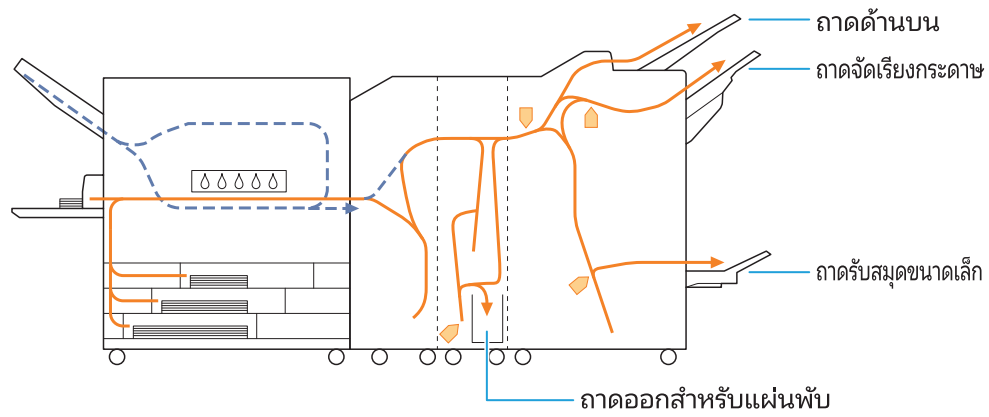 ถาดด้านบน
ถาดจัดเรียงกระดาษ
ถาดรับสมุดขนาดเล็ก
ถาดออกสำหรับแผ่นพับ